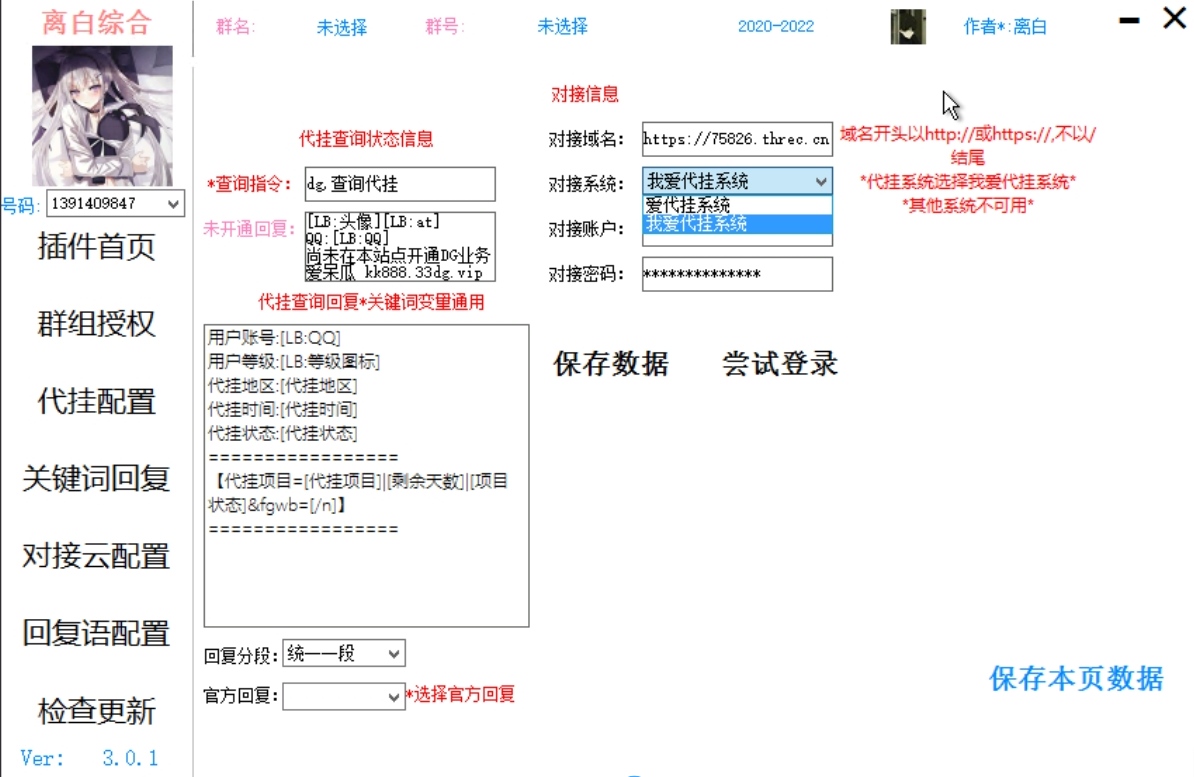 离白综合
群名:
未选择
群号:
未选择
2020-2022
作者*:离白
号码:
1391409847
插件首页
群组授权
代挂配置
关键词回复
对接云配置
回复语配置
检查更新
Ver: 3.0.1
代挂查询状态信息
*查询指令:
dg,查询代挂
未开通回复:
[LB:头像][LB:at]
QQ:[LB:QQ]
尚未在本站点开通DG业务
爱呆瓜 kk888.33dg.vip
代挂查询回复*关键词变量通用
用户账号:[LB:QQ]
用户等级:[LB:等级图标]
代挂地区:[代挂地区]
代挂时间:[代挂时间]
代挂状态:[代挂状态]
=================
【代挂项目=[代挂项目]|[剩余天数]|[项目
状态]&fgwb=[/n]】
=================
回复分段:
统一一段
官方回复:
*选择官方回复
对接信息
对接域名:
https://75826.threc.cn
域名开头以http://或https://,不以/
结尾
*代挂系统选择我爱代挂系统*
*其他系统不可用*
对接系统:
我爱代挂系统
爱代挂系统
我爱代挂系统
对接账户:
对接密码:
**************
保存数据
尝试登录
保存本页数据